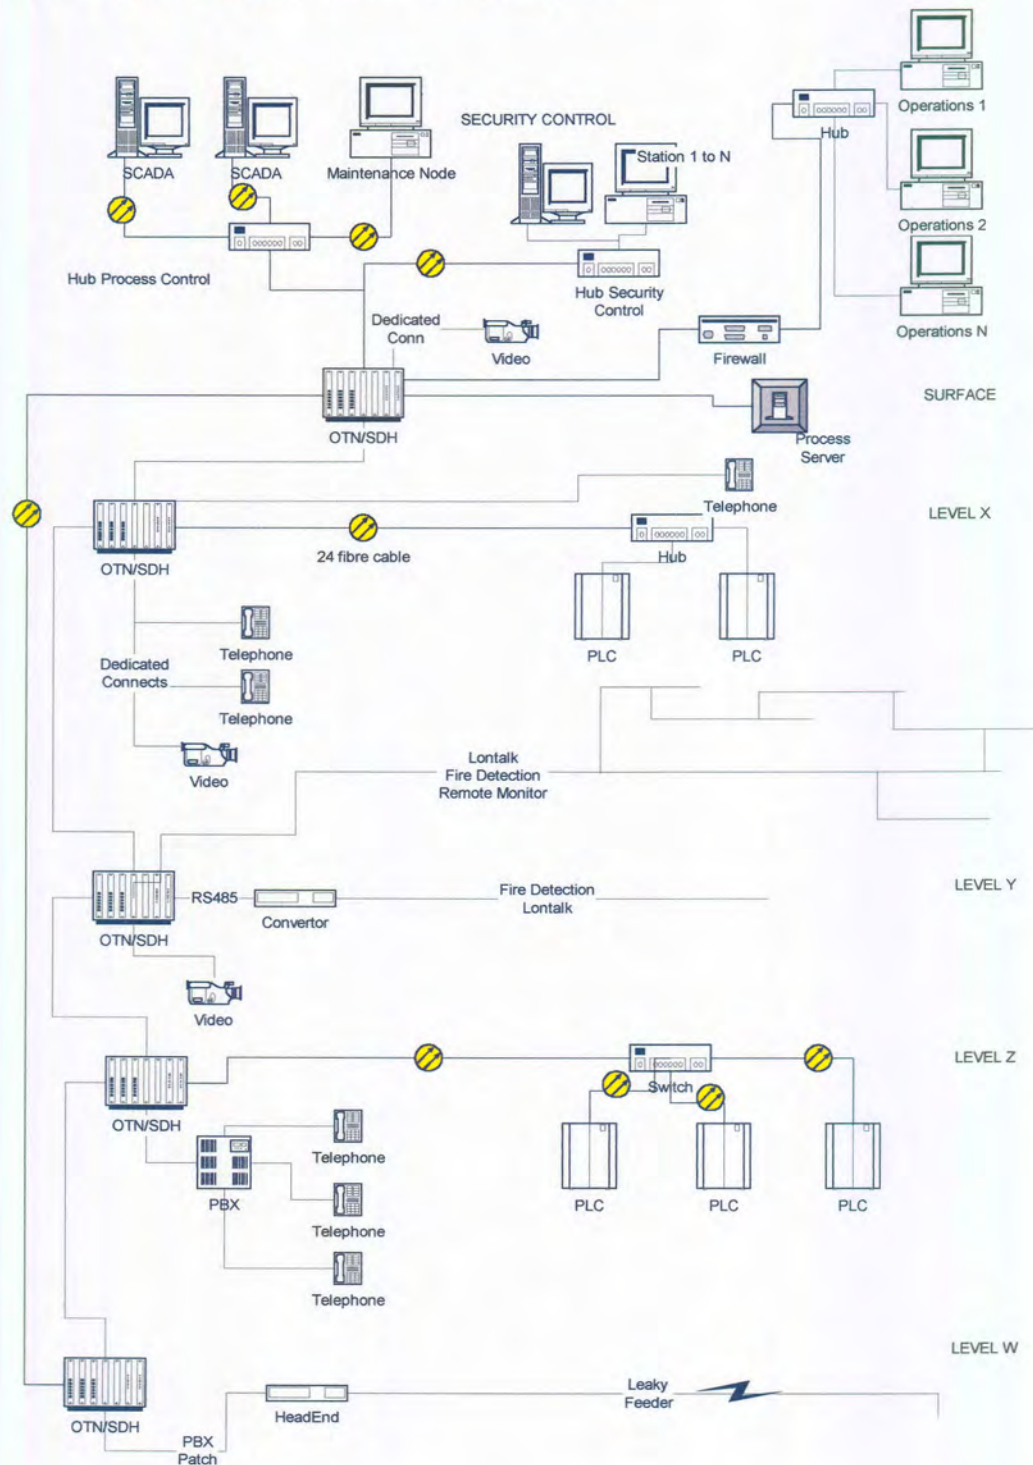 Operations 1
SECURITY CONTROL
Hub
SCADA
SCADA
Maintenance Node
Station 1 to N
Operations 2
Hub Process Control
Hub Security
Control
Dedicated
Conn
Video
Firewall
Operations N
SURFACE
OTN/SDH
Process
Server
Telephone
LEVEL X
24 fibre cable
Hub
OTN/SDH
Telephone
PLC
PLC
Dedicated
Connects
Telephone
Video
Lontalk
Fire Detection
Remote Monitor
LEVEL Y
RS485
Convertor
Fire Detection
Lontalk
OTN/SDH
Video
LEVEL Z
Switch
OTN/SDH
Telephone
PBX
Telephone
PLC
PLC
PLC
Telephone
LEVEL W
OTN/SDH
HeadEnd
Leaky
Feeder
PBX
Patch